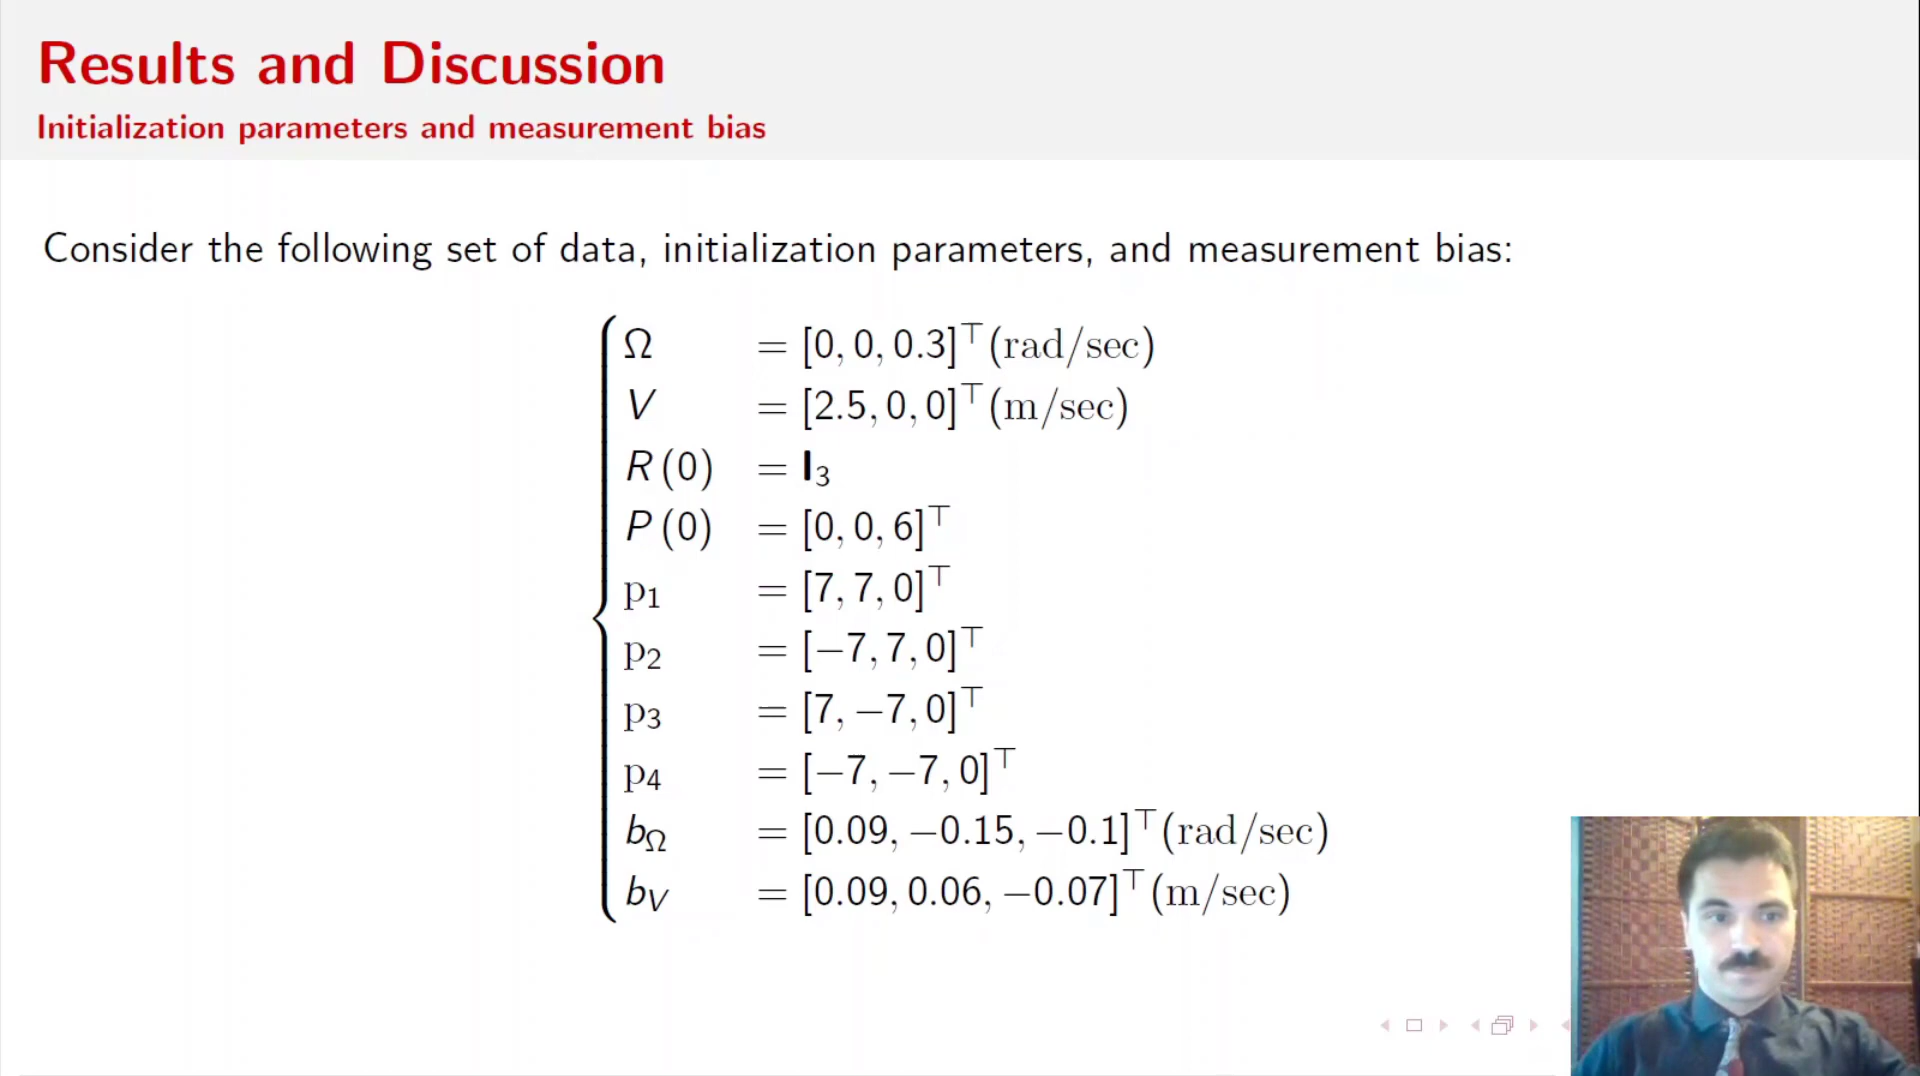 Results and Discussion
Initialization parameters and measurement bias
Consider the following set of data, initialization parameters, and measurement bias:
Ω = [0, 0, 0.3]⊤(rad/sec)
V = [2.5, 0, 0]⊤(m/sec)
R(0) = I₃
P(0) = [0, 0, 6]⊤
p₁ = [7, 7, 0]⊤
p₂ = [−7, 7, 0]⊤
p₃ = [7, −7, 0]⊤
p₄ = [−7, −7, 0]⊤
b_Ω = [0.09, −0.15, −0.1]⊤(rad/sec)
b_V = [0.09, 0.06, −0.07]⊤(m/sec)